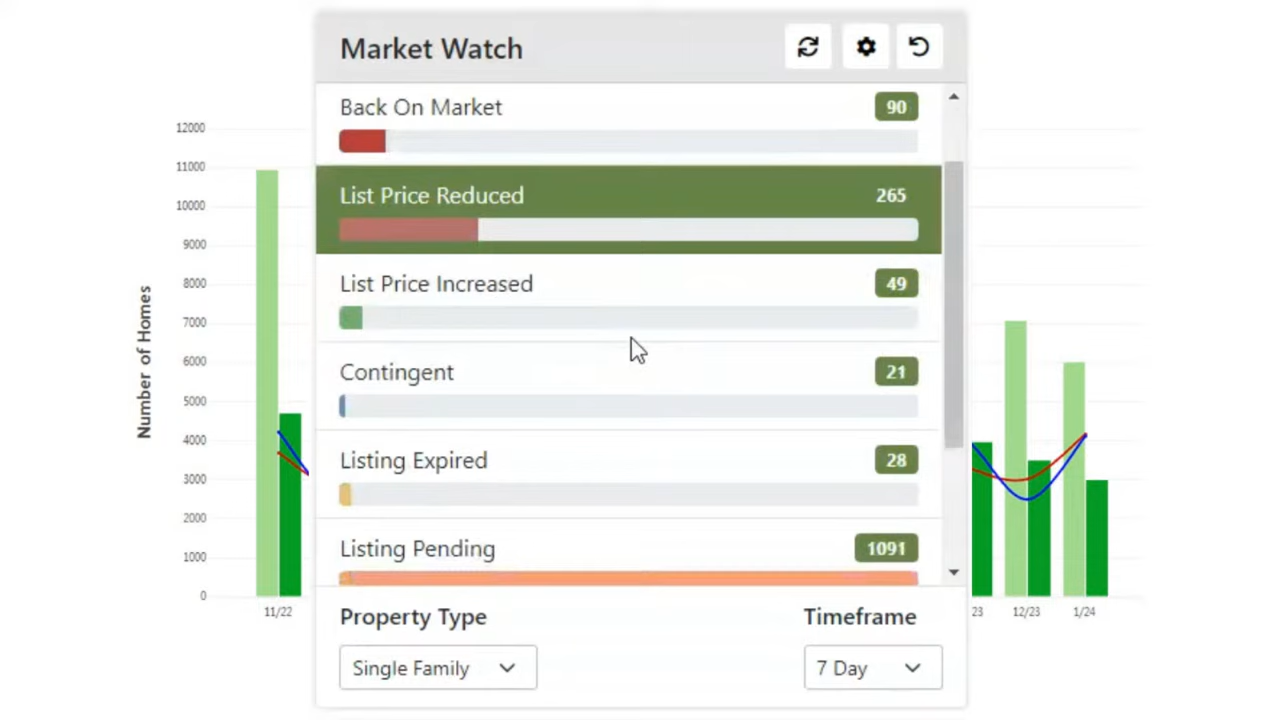 Market Watch
Back On Market 90
List Price Reduced 265
List Price Increased 49
Contingent 21
Listing Expired 28
Listing Pending 1091
Property Type Timeframe
Single Family 7 Day
Number of Homes
12000
11000
10000
9000
8000
7000
6000
5000
4000
3000
2000
1000
0
11/22 23 12/23 1/24